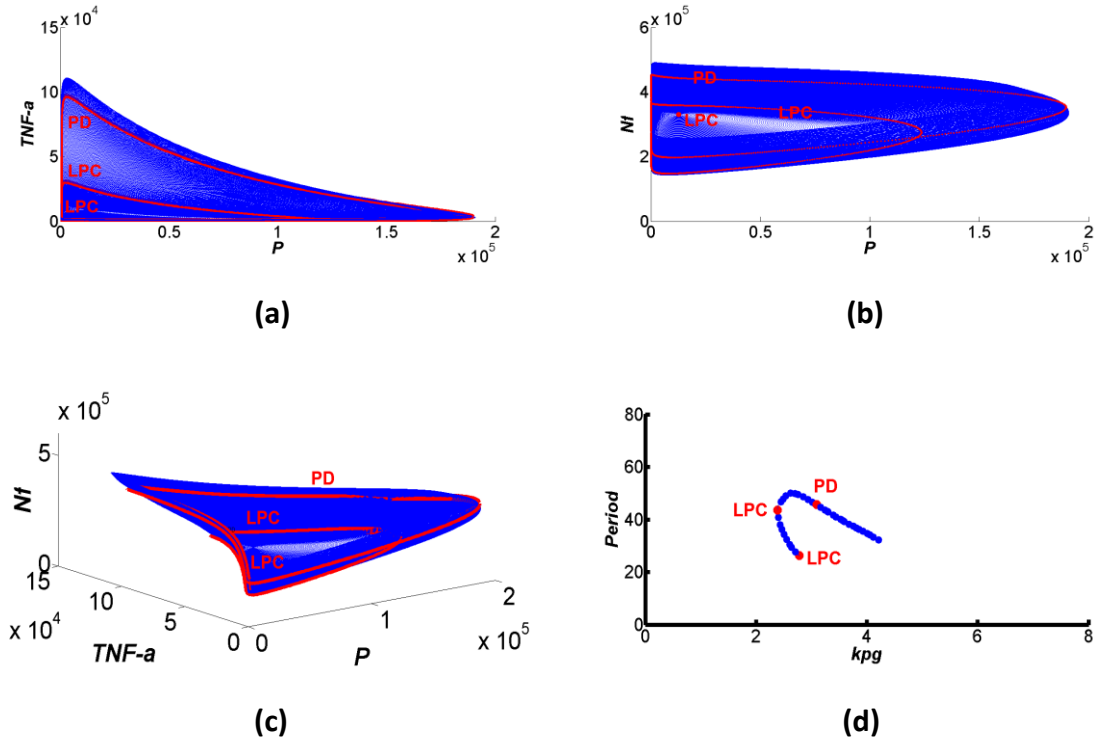 x 10^4
15
10
5
0
TNF-a
PD
LPC
LPC
0 0.5 1 1.5 2
P
x 10^5
(a)
x 10^5
6
4
2
0
Nf
PD
LPC
LPC
0 0.5 1 1.5 2
P
x 10^5
(b)
x 10^5
5
0
Nf
PD
LPC
LPC
15
10
5
0
x 10^4
TNF-a
0
1
2
x 10^5
P
(c)
80
60
40
20
0
Period
PD
LPC
LPC
0 2 4 6 8
kpg
(d)